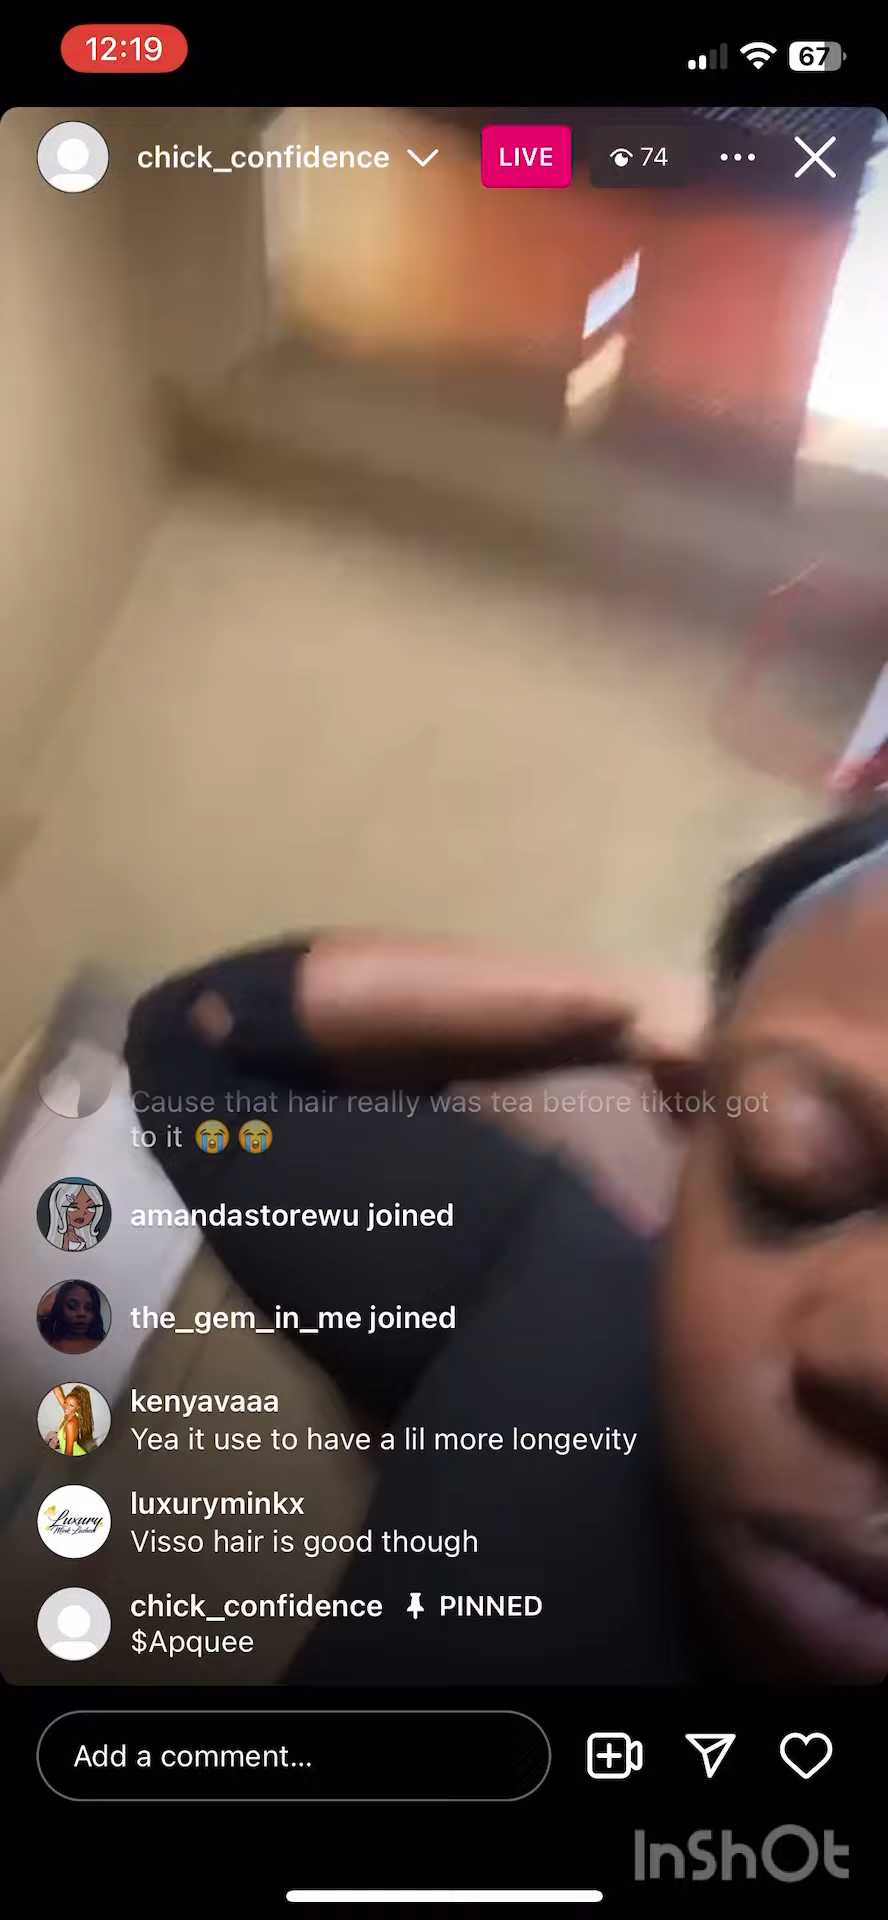 12:19
67
chick_confidence
LIVE
74
Cause that hair really was tea before tiktok got
to it 😭😭
amandastorewu joined
the_gem_in_me joined
kenyavaaa
Yea it use to have a lil more longevity
Luxury
luxuryminkx
Visso hair is good though
chick_confidence PINNED
$Apquee
Add a comment...
InShOt